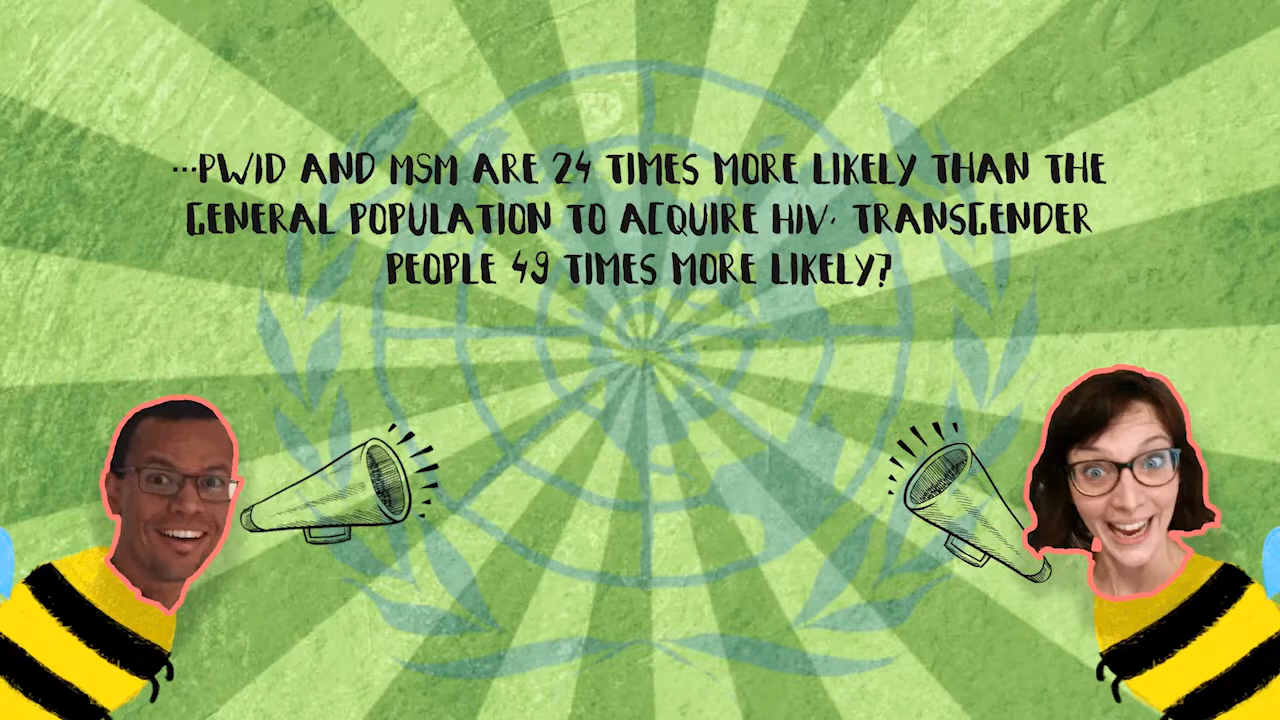 ...PWID AND MSM ARE 24 TIMES MORE LIKELY THAN THE
GENERAL POPULATION TO ACQUIRE HIV. TRANSGENDER
PEOPLE 49 TIMES MORE LIKELY?